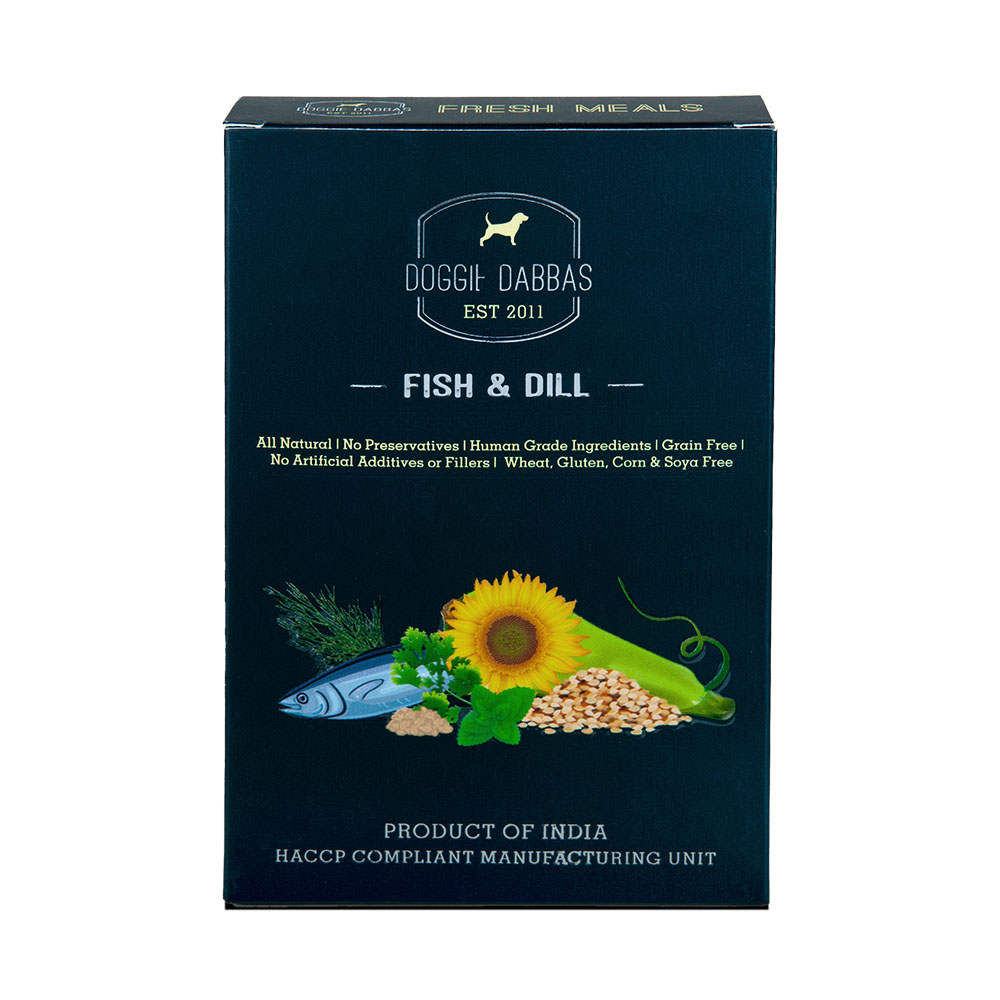 DOGGIE DABBAS FRESH MEALS
EST 2011
DOGGIE DABBAS
EST 2011
— FISH & DILL —
All Natural | No Preservatives | Human Grade Ingredients | Grain Free |
No Artificial Additives or Fillers | Wheat, Gluten, Corn & Soya Free
PRODUCT OF INDIA
HACCP COMPLIANT MANUFACTURING UNIT